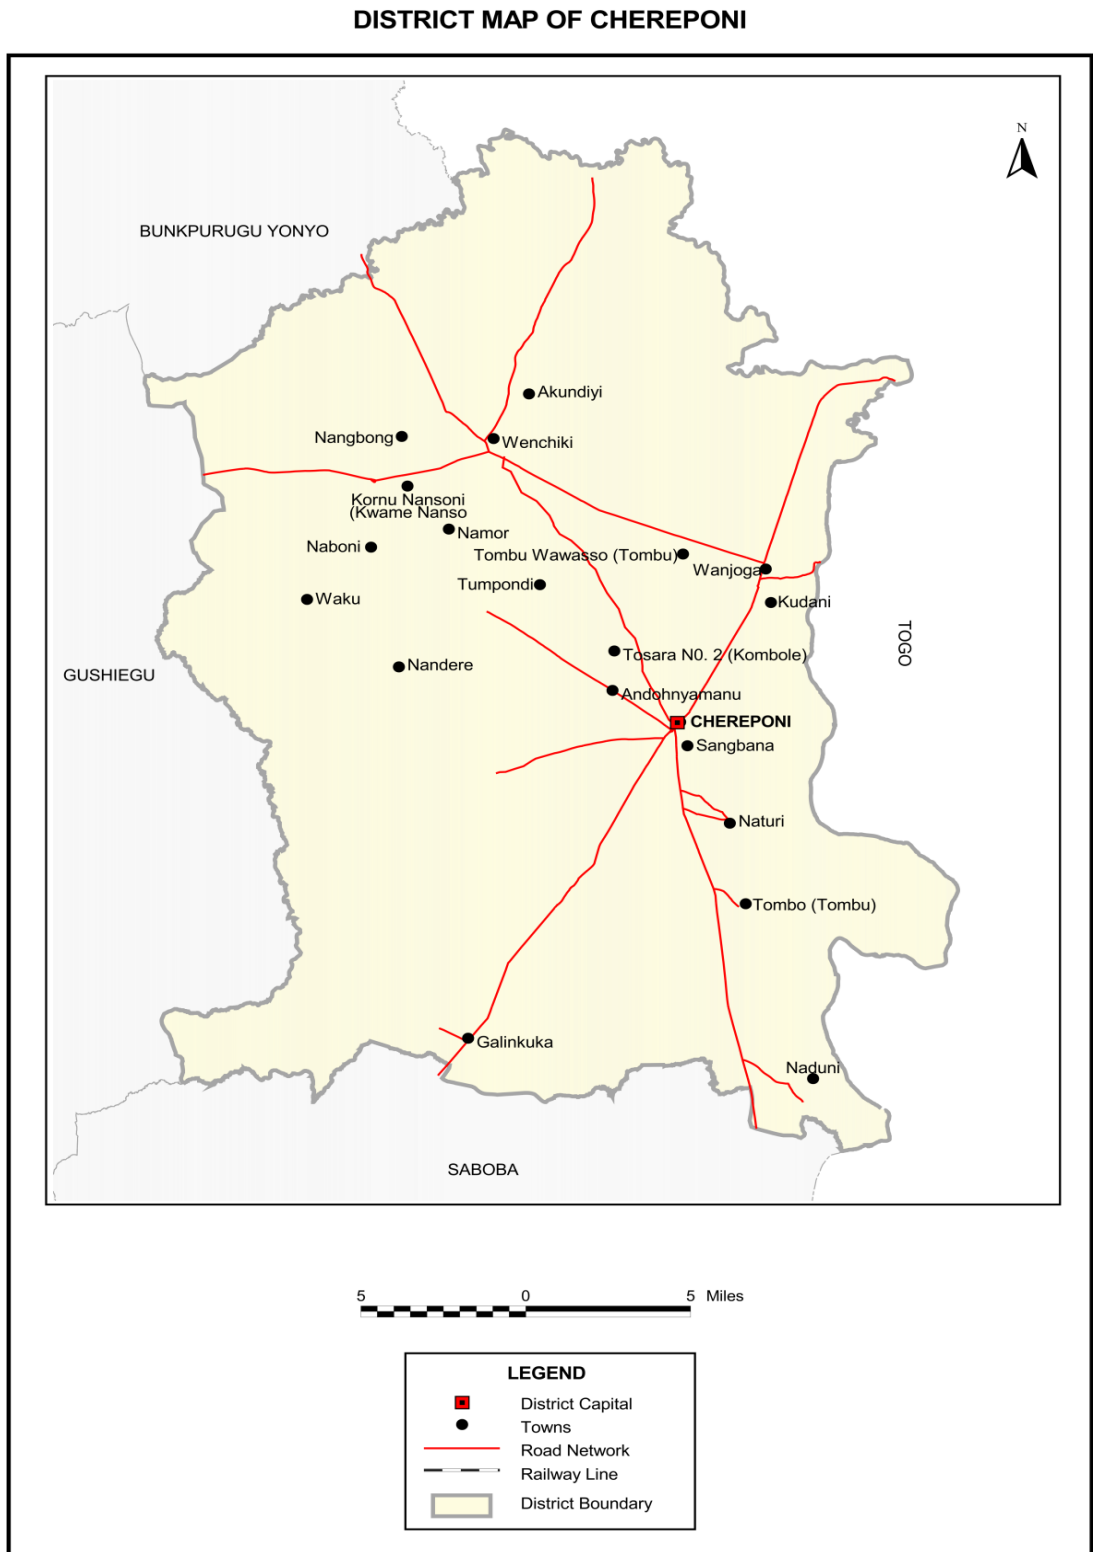 DISTRICT MAP OF CHEREPONI
N
BUNKPURUGU YONYO
Akundiyi
Nangbong
Wenchiki
Kornu Nansoni
(Kwame Nanso
Namor
Naboni
Tombu Wawasso (Tombu)
Wanjoga
Tumpondi
Waku
Kudani
TOGO
Tosara N0. 2 (Kombole)
Nandere
GUSHIEGU
Andohnyamanu
CHEREPONI
Sangbana
Naturi
Tombo (Tombu)
Galinkuka
Naduni
SABOBA
5 0 5 Miles
LEGEND
District Capital
Towns
Road Network
Railway Line
District Boundary